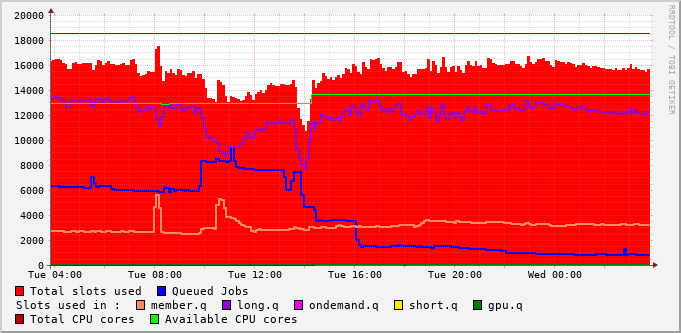 20000
18000
16000
14000
12000
10000
8000
6000
4000
2000
0
Tue 04:00 Tue 08:00 Tue 12:00 Tue 16:00 Tue 20:00 Wed 00:00
Total slots used Queued Jobs
Slots used in : member.q long.q ondemand.q short.q gpu.q
Total CPU cores Available CPU cores
RRDTOOL / TOBI OETIKER